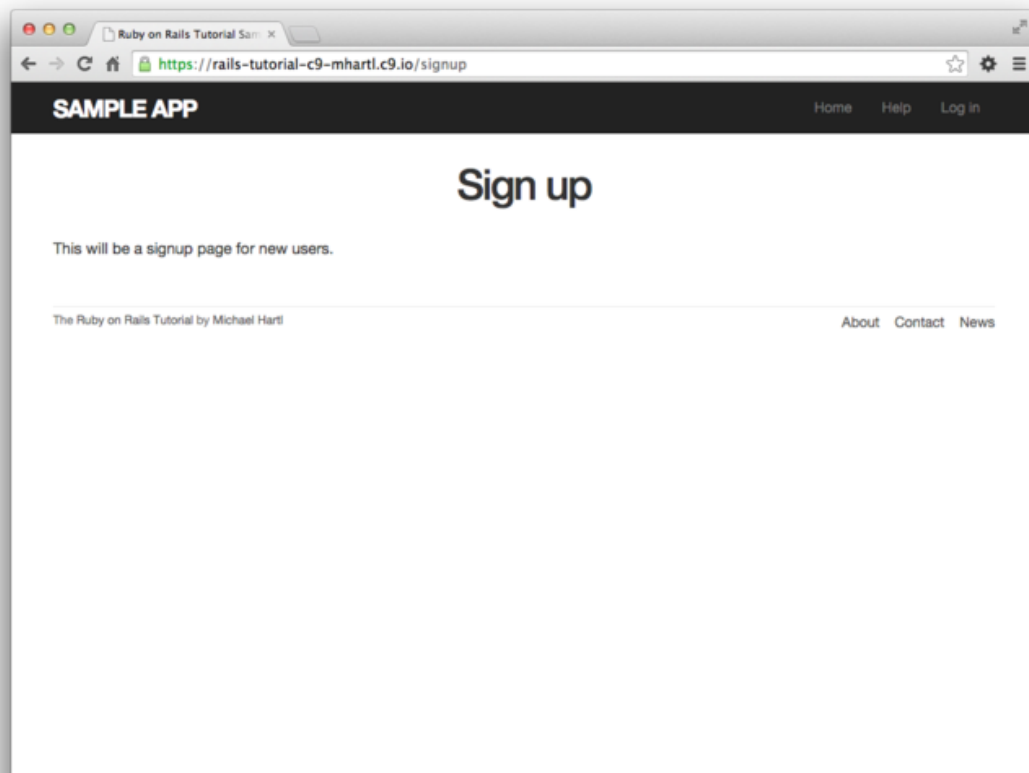 Ruby on Rails Tutorial Sam
https://rails-tutorial-c9-mhartl.c9.io/signup
SAMPLE APP Home Help Log in
Sign up
This will be a signup page for new users.
The Ruby on Rails Tutorial by Michael Hartl About Contact News